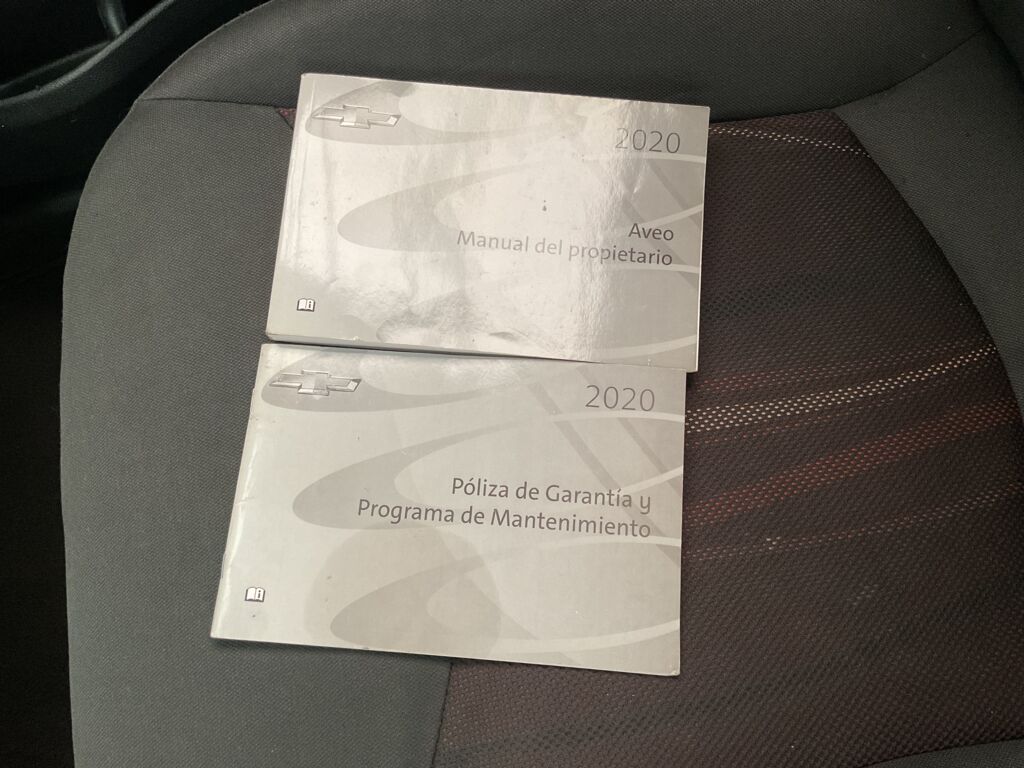 2020
Aveo
Manual del propietario
2020
Póliza de Garantía y
Programa de Mantenimiento